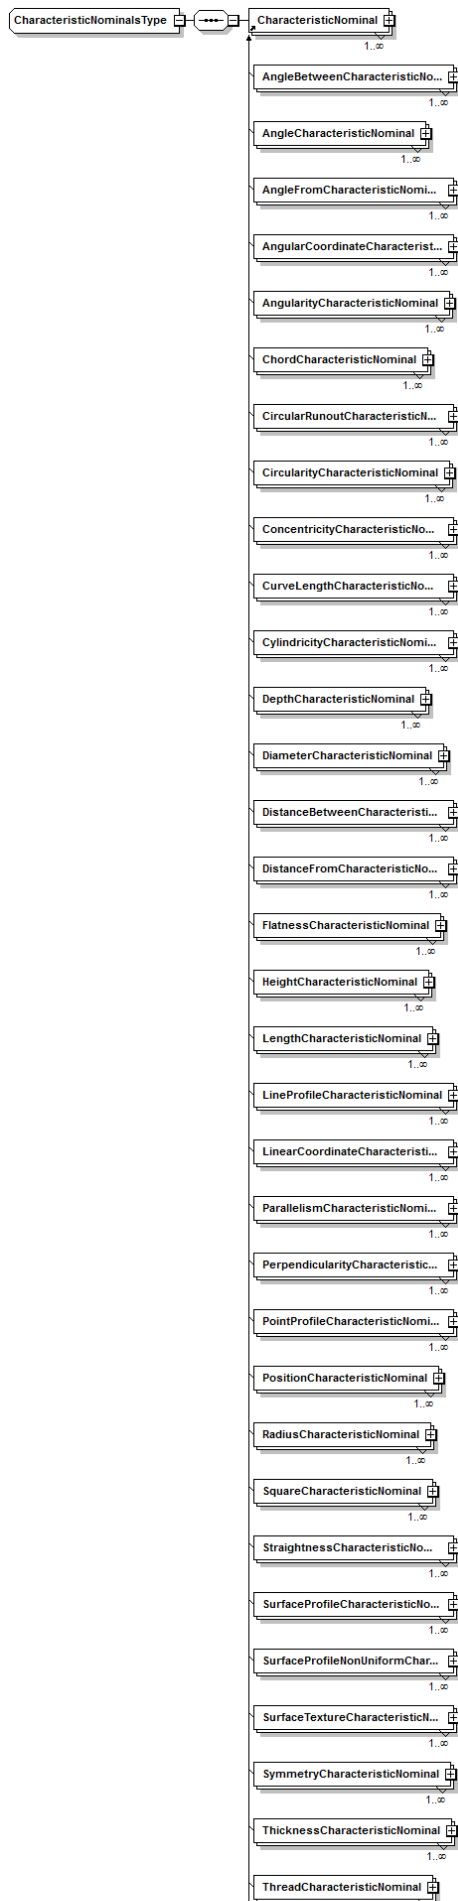 CharacteristicNominalsType
CharacteristicNominal
1..∞
AngleBetweenCharacteristicNo...
1..∞
AngleCharacteristicNominal
1..∞
AngleFromCharacteristicNomi...
1..∞
AngularCoordinateCharacterist...
1..∞
AngularityCharacteristicNominal
1..∞
ChordCharacteristicNominal
1..∞
CircularRunoutCharacteristicN...
1..∞
CircularityCharacteristicNominal
1..∞
ConcentricityCharacteristicNo...
1..∞
CurveLengthCharacteristicNo...
1..∞
CylindricityCharacteristicNomi...
1..∞
DepthCharacteristicNominal
1..∞
DiameterCharacteristicNominal
1..∞
DistanceBetweenCharacteristi...
1..∞
DistanceFromCharacteristicNo...
1..∞
FlatnessCharacteristicNominal
1..∞
HeightCharacteristicNominal
1..∞
LengthCharacteristicNominal
1..∞
LineProfileCharacteristicNominal
1..∞
LinearCoordinateCharacteristi...
1..∞
ParallelismCharacteristicNomi...
1..∞
PerpendicularityCharacteristic...
1..∞
PointProfileCharacteristicNomi...
1..∞
PositionCharacteristicNominal
1..∞
RadiusCharacteristicNominal
1..∞
SquareCharacteristicNominal
1..∞
StraightnessCharacteristicNo...
1..∞
SurfaceProfileCharacteristicNo...
1..∞
SurfaceProfileNonUniformChar...
1..∞
SurfaceTextureCharacteristicN...
1..∞
SymmetryCharacteristicNominal
1..∞
ThicknessCharacteristicNominal
1..∞
ThreadCharacteristicNominal